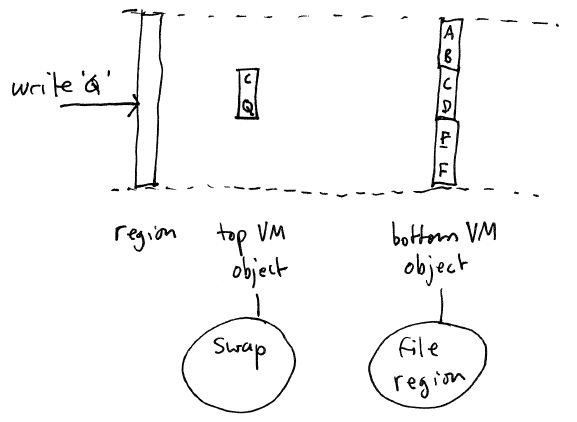 write 'Q'
C
Q
A
B
C
D
E
F
region
top VM
object
bottom VM
object
Swap
File
region